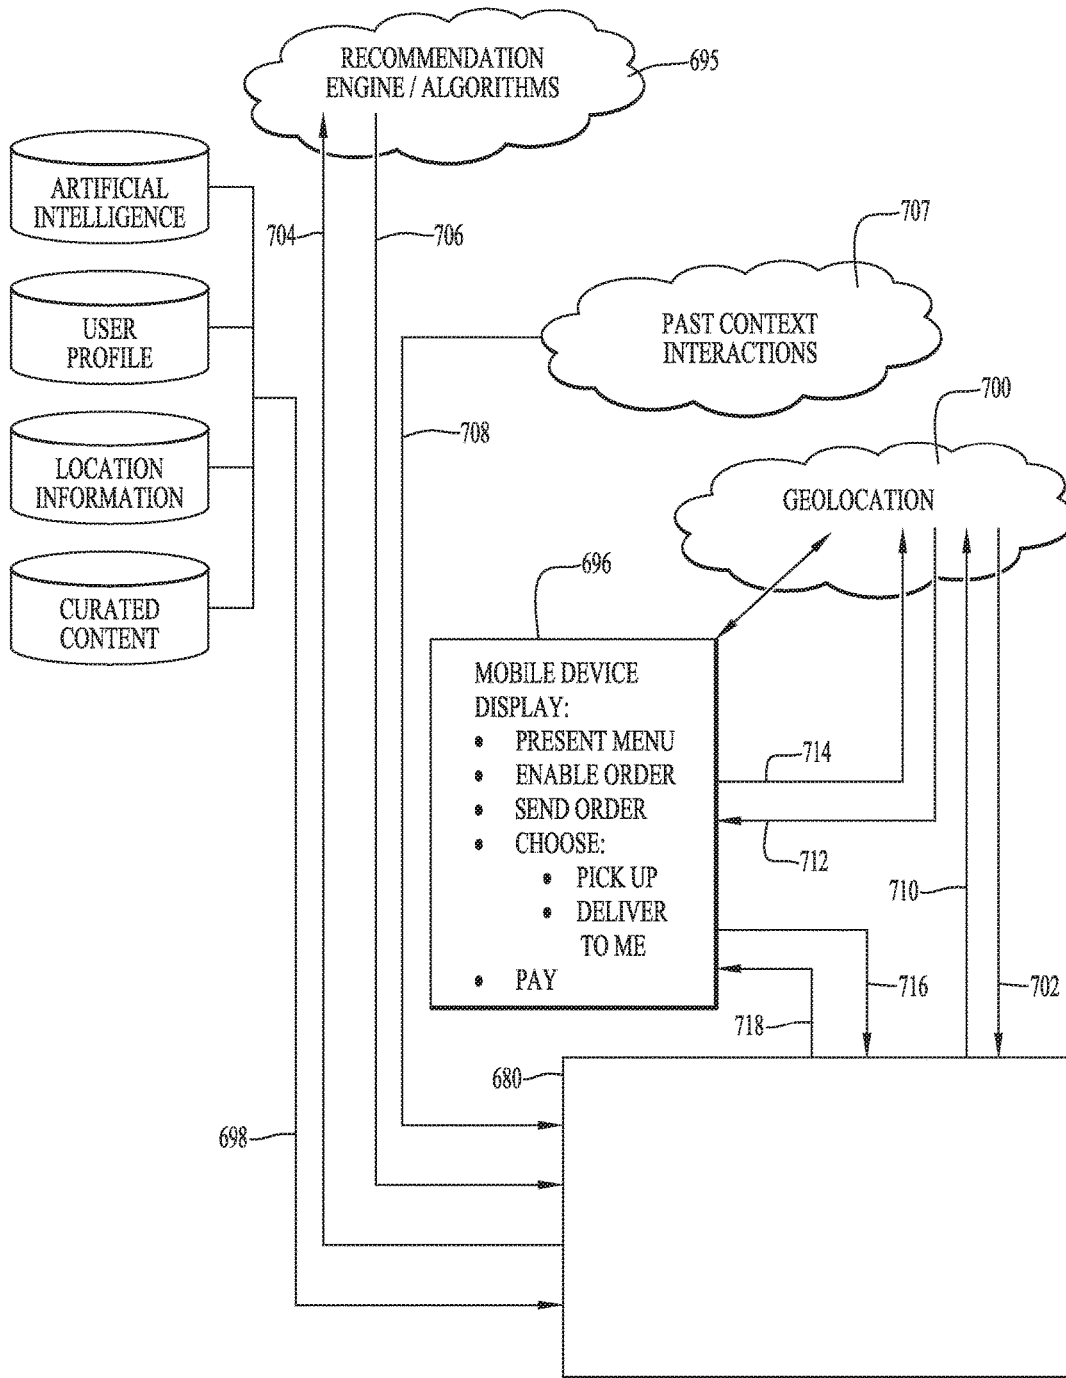 RECOMMENDATION
ENGINE / ALGORITHMS
695
ARTIFICIAL
INTELLIGENCE
704
706
707
USER
PROFILE
PAST CONTEXT
INTERACTIONS
708
700
LOCATION
INFORMATION
GEOLOCATION
696
CURATED
CONTENT
MOBILE DEVICE
DISPLAY:
• PRESENT MENU
• ENABLE ORDER
• SEND ORDER
• CHOOSE:
• PICK UP
• DELIVER
TO ME
• PAY
714
712
710
716
702
718
680
698